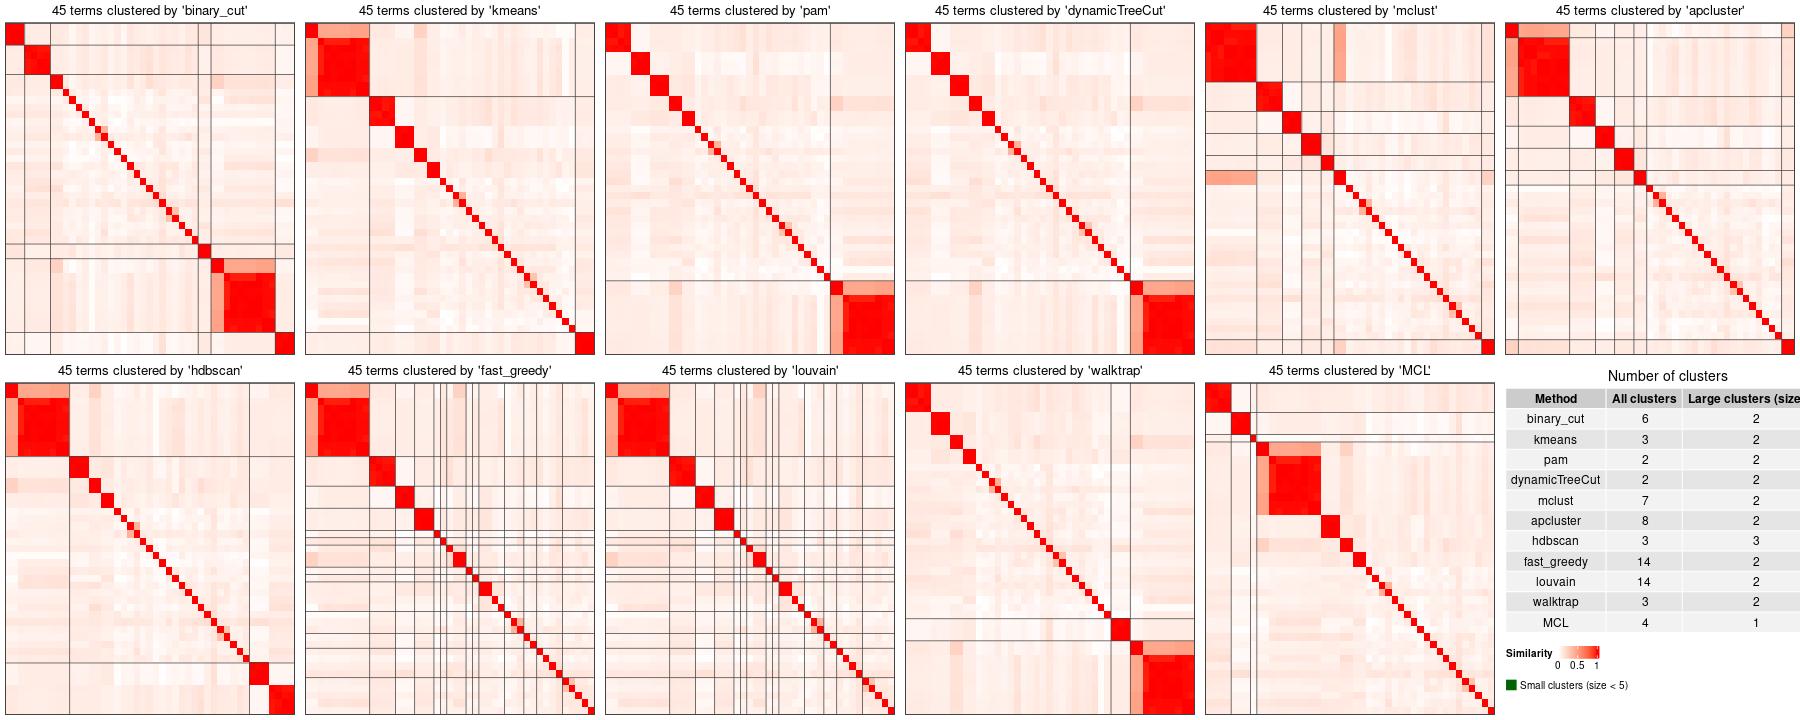 45 terms clustered by 'binary_cut'
45 terms clustered by 'kmeans'
45 terms clustered by 'pam'
45 terms clustered by 'dynamicTreeCut'
45 terms clustered by 'mclust'
45 terms clustered by 'apcluster'
45 terms clustered by 'hdbscan'
45 terms clustered by 'fast_greedy'
45 terms clustered by 'louvain'
45 terms clustered by 'walktrap'
45 terms clustered by 'MCL'
Number of clusters
Method All clusters Large clusters (size
binary_cut 6 2
kmeans 3 2
pam 2 2
dynamicTreeCut 2 2
mclust 7 2
apcluster 8 2
hdbscan 3 3
fast_greedy 14 2
louvain 14 2
walktrap 3 2
MCL 4 1
Similarity
0 0.5 1
Small clusters (size < 5)